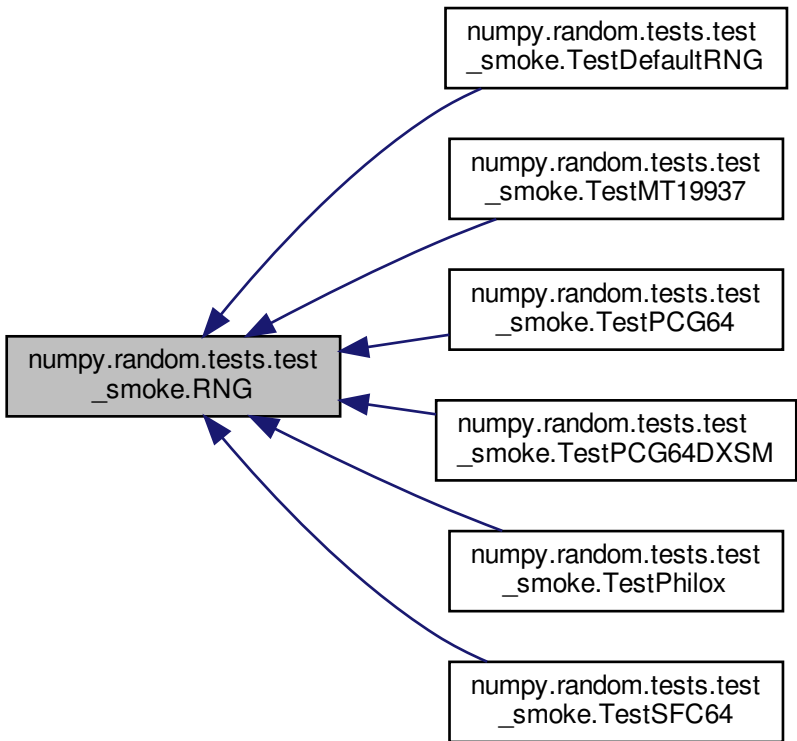 numpy.random.tests.test
_smoke.TestDefaultRNG
numpy.random.tests.test
_smoke.TestMT19937
numpy.random.tests.test
_smoke.TestPCG64
numpy.random.tests.test
_smoke.RNG
numpy.random.tests.test
_smoke.TestPCG64DXSM
numpy.random.tests.test
_smoke.TestPhilox
numpy.random.tests.test
_smoke.TestSFC64